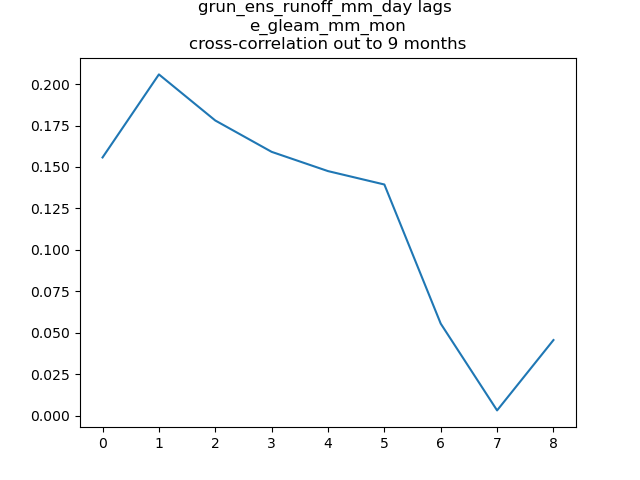 grun_ens_runoff_mm_day lags
e_gleam_mm_mon
cross-correlation out to 9 months
0.200
0.175
0.150
0.125
0.100
0.075
0.050
0.025
0.000
0 1 2 3 4 5 6 7 8